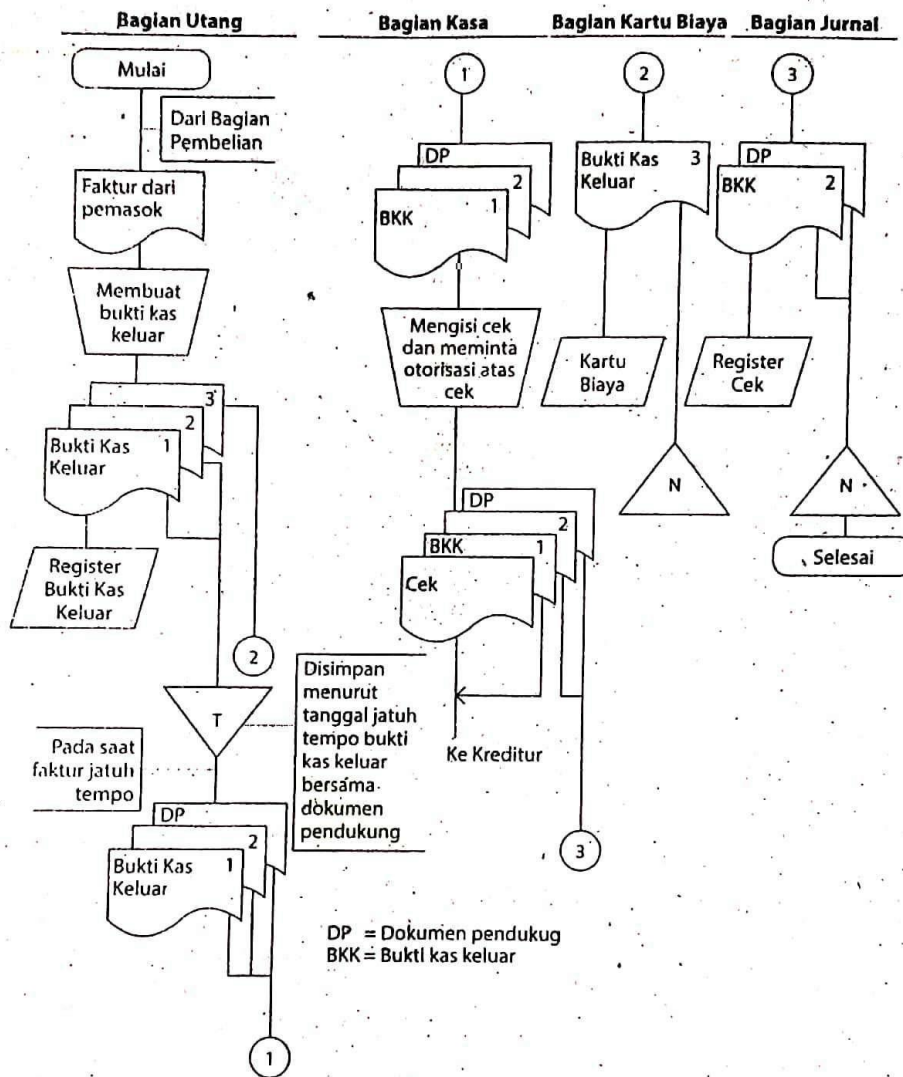 Bagian Utang
Mulai
Dari Bagian
Pembelian
Faktur dari
pemasok
Membuat
bukti kas
keluar
3
2
Bukti Kas 1
Keluar
Register
Bukti Kas
Keluar
2
T
Disimpan
menurut
tanggal jatuh
tempo bukti
kas keluar
bersama
dokumen
pendukung
Pada saat
faktur jatuh
tempo
DP
2
Bukti Kas 1
Keluar
1
Bagian Kasa
1
DP
2
BKK 1
Mengisi cek
dan meminta
otorisasi atas
cek
DP
2
BKK 1
Cek
Ke Kreditur
3
Bagian Kartu Biaya
2
Bukti Kas 3
Keluar
Kartu
Biaya
N
Bagian Jurnal
3
DP
BKK 2
Register
Cek
N
Selesai
DP = Dokumen pendukug
BKK = Bukti kas keluar